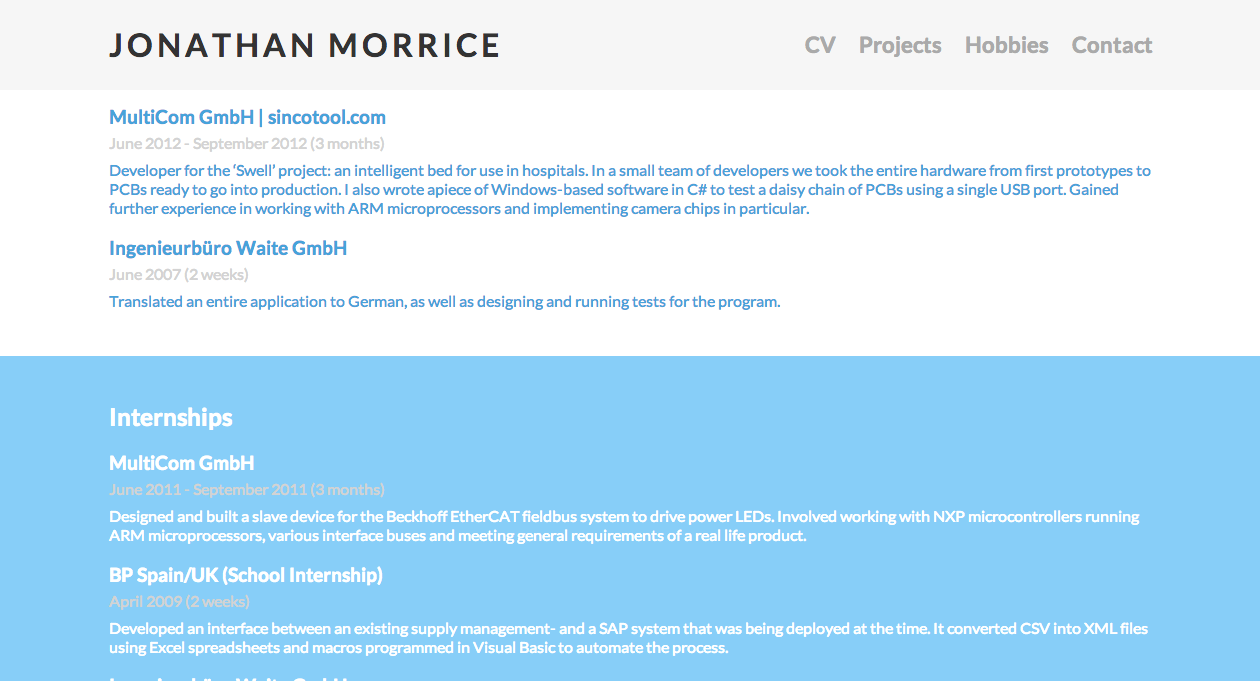 JONATHAN MORRICE
CV Projects Hobbies Contact
MultiCom GmbH | sincotool.com
June 2012 - September 2012 (3 months)
Developer for the ‘Swell’ project: an intelligent bed for use in hospitals. In a small team of developers we took the entire hardware from first prototypes to
PCBs ready to go into production. I also wrote apiece of Windows-based software in C# to test a daisy chain of PCBs using a single USB port. Gained
further experience in working with ARM microprocessors and implementing camera chips in particular.
Ingenieurbüro Waite GmbH
June 2007 (2 weeks)
Translated an entire application to German, as well as designing and running tests for the program.
Internships
MultiCom GmbH
June 2011 - September 2011 (3 months)
Designed and built a slave device for the Beckhoff EtherCAT fieldbus system to drive power LEDs. Involved working with NXP microcontrollers running
ARM microprocessors, various interface buses and meeting general requirements of a real life product.
BP Spain/UK (School Internship)
April 2009 (2 weeks)
Developed an interface between an existing supply management- and a SAP system that was being deployed at the time. It converted CSV into XML files
using Excel spreadsheets and macros programmed in Visual Basic to automate the process.